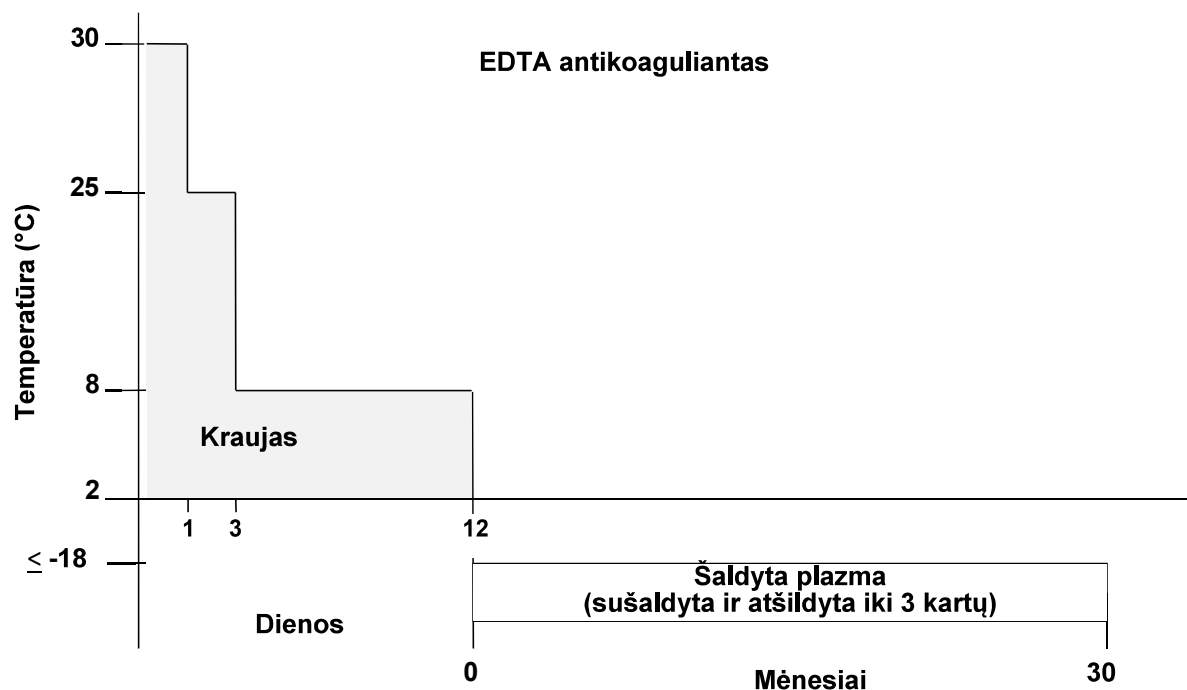 30
EDTA antikoaguliantas
25
Temperatūra (°C)
8
Kraujas
2
1 3 12
≤ -18
Šaldyta plazma
(sušaldyta ir atšildyta iki 3 kartų)
Dienos
0 30
Mėnesiai